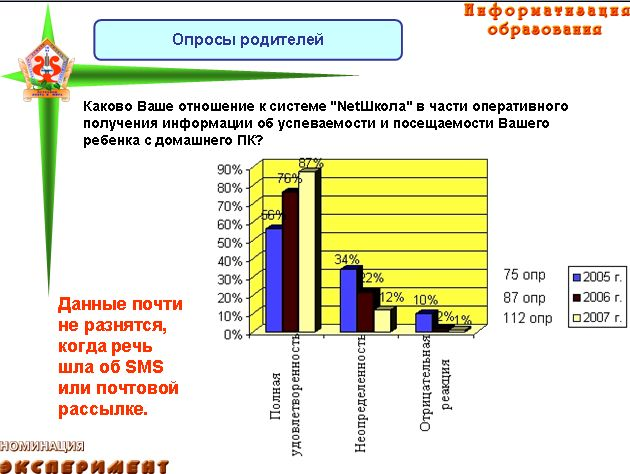 Информатизация
образования
Опросы родителей
Каково Ваше отношение к системе "NetШкола" в части оперативного
получения информации об успеваемости и посещаемости Вашего
ребенка с домашнего ПК?
90%
80%
70%
60%
50%
40%
30%
20%
10%
0%
56%
76%
87%
34%
22%
12%
10%
2%
1%
Полная
удовлетворенность
Неопределенность
Отрицательная
реакция
75 опр
87 опр
112 опр
2005 г.
2006 г.
2007 г.
Данные почти
не разнятся,
когда речь
шла об SMS
или почтовой
рассылке.
НОМИНАЦИЯ
ЭКСПЕРИМЕНТ